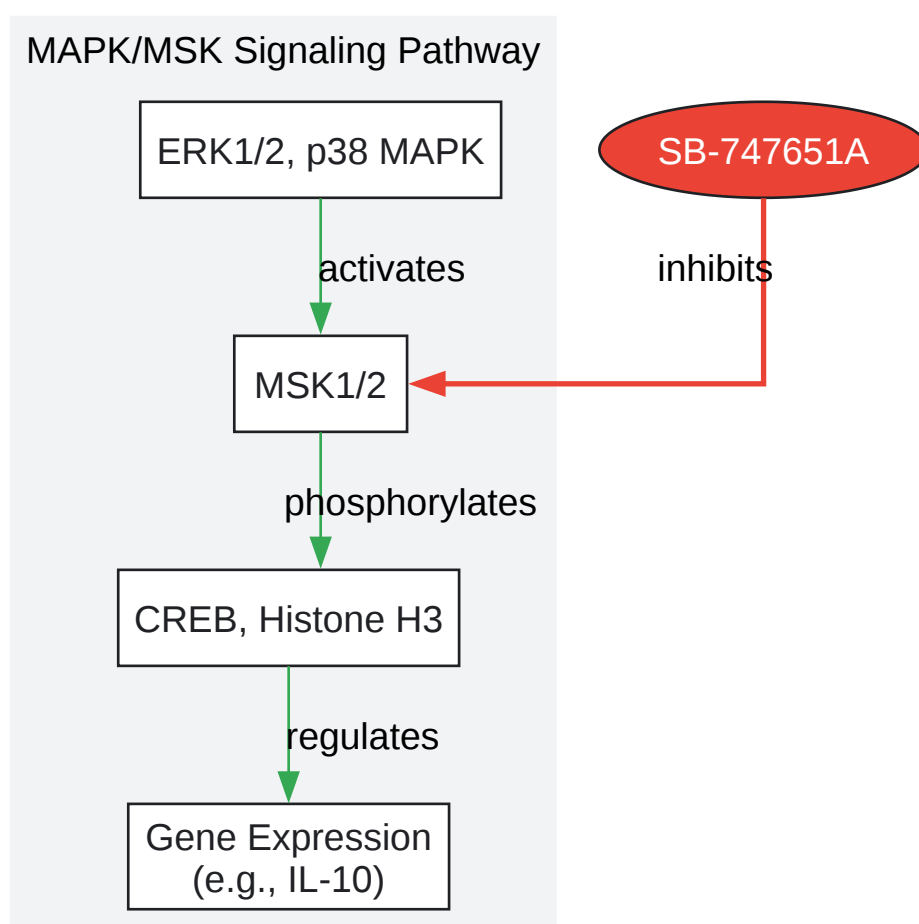 MAPK/MSK Signaling Pathway
ERK1/2, p38 MAPK
SB-747651A
activates
inhibits
MSK1/2
phosphorylates
CREB, Histone H3
regulates
Gene Expression
(e.g., IL-10)